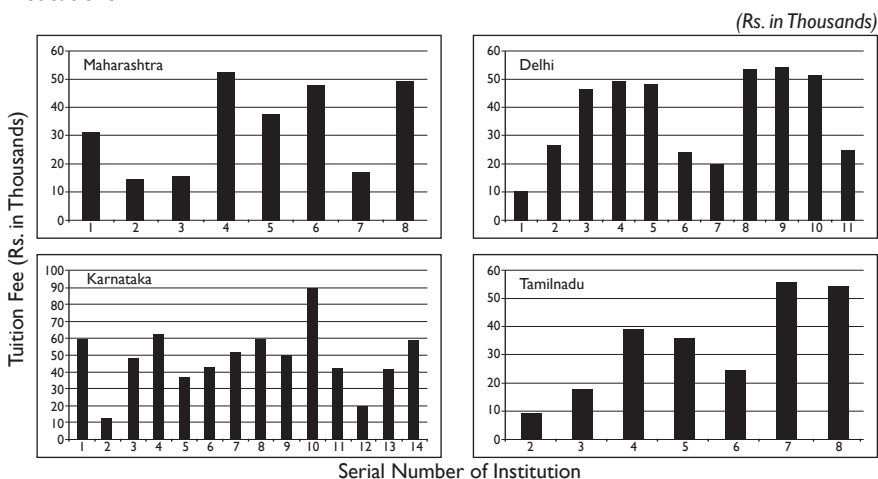 (Rs. in Thousands)
Tuition Fee (Rs. in Thousands)
Maharashtra
60
50
40
30
20
10
0
1 2 3 4 5 6 7 8
Delhi
60
50
40
30
20
10
0
1 2 3 4 5 6 7 8 9 10 11
Karnataka
100
90
80
70
60
50
40
30
20
10
0
1 2 3 4 5 6 7 8 9 10 11 12 13 14
Tamilnadu
60
50
40
30
20
10
0
2 3 4 5 6 7 8
Serial Number of Institution